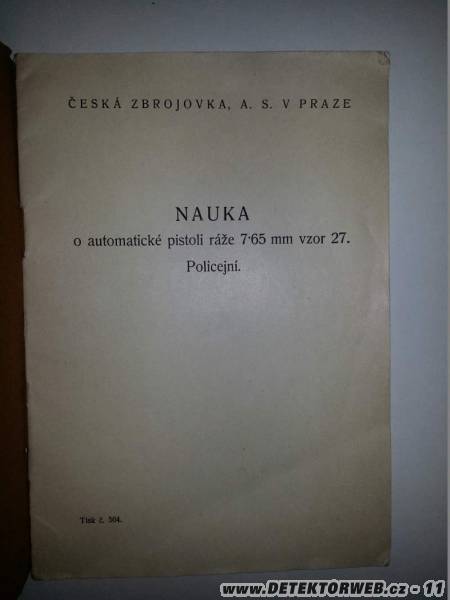 ČESKÁ ZBROJOVKA, A. S. V PRAZE
NAUKA
o automatické pistoli ráže 7·65 mm vzor 27.
Policejní.
Tisk č. 504.
www.DETEKTORWEB.cz - 11